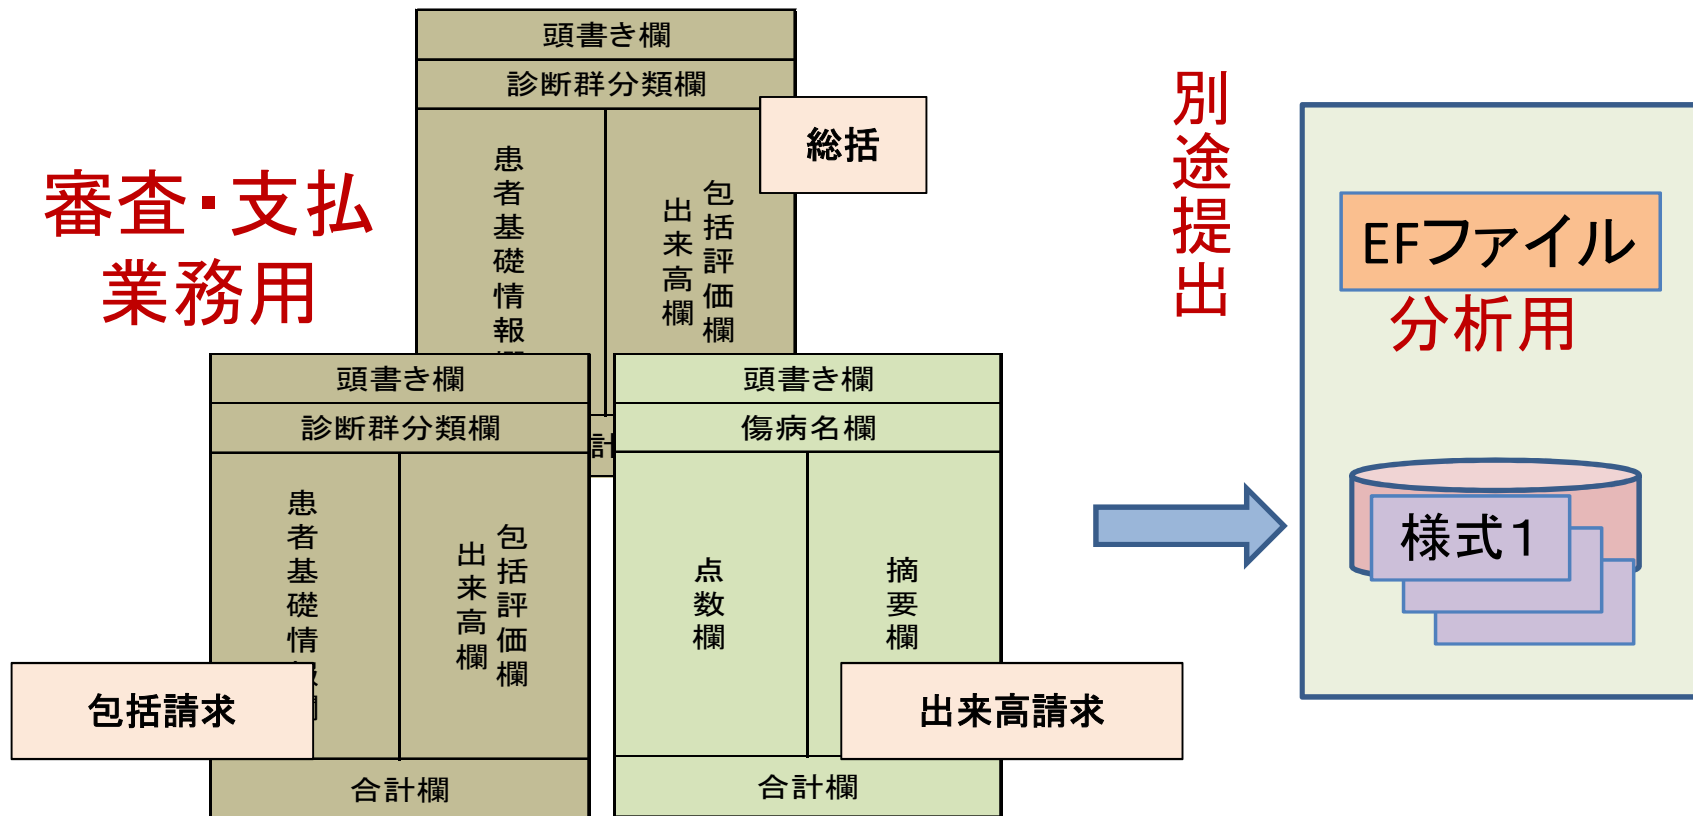 審査・支払
業務用
頭書き欄
診断群分類欄
患者基礎情報
包括評価欄
出来高欄
計
総括
頭書き欄
診断群分類欄
患者基礎情
包括評価欄
出来高欄
合計欄
包括請求
頭書き欄
傷病名欄
点数欄
摘要欄
合計欄
出来高請求
別途提出
EFファイル
分析用
様式1